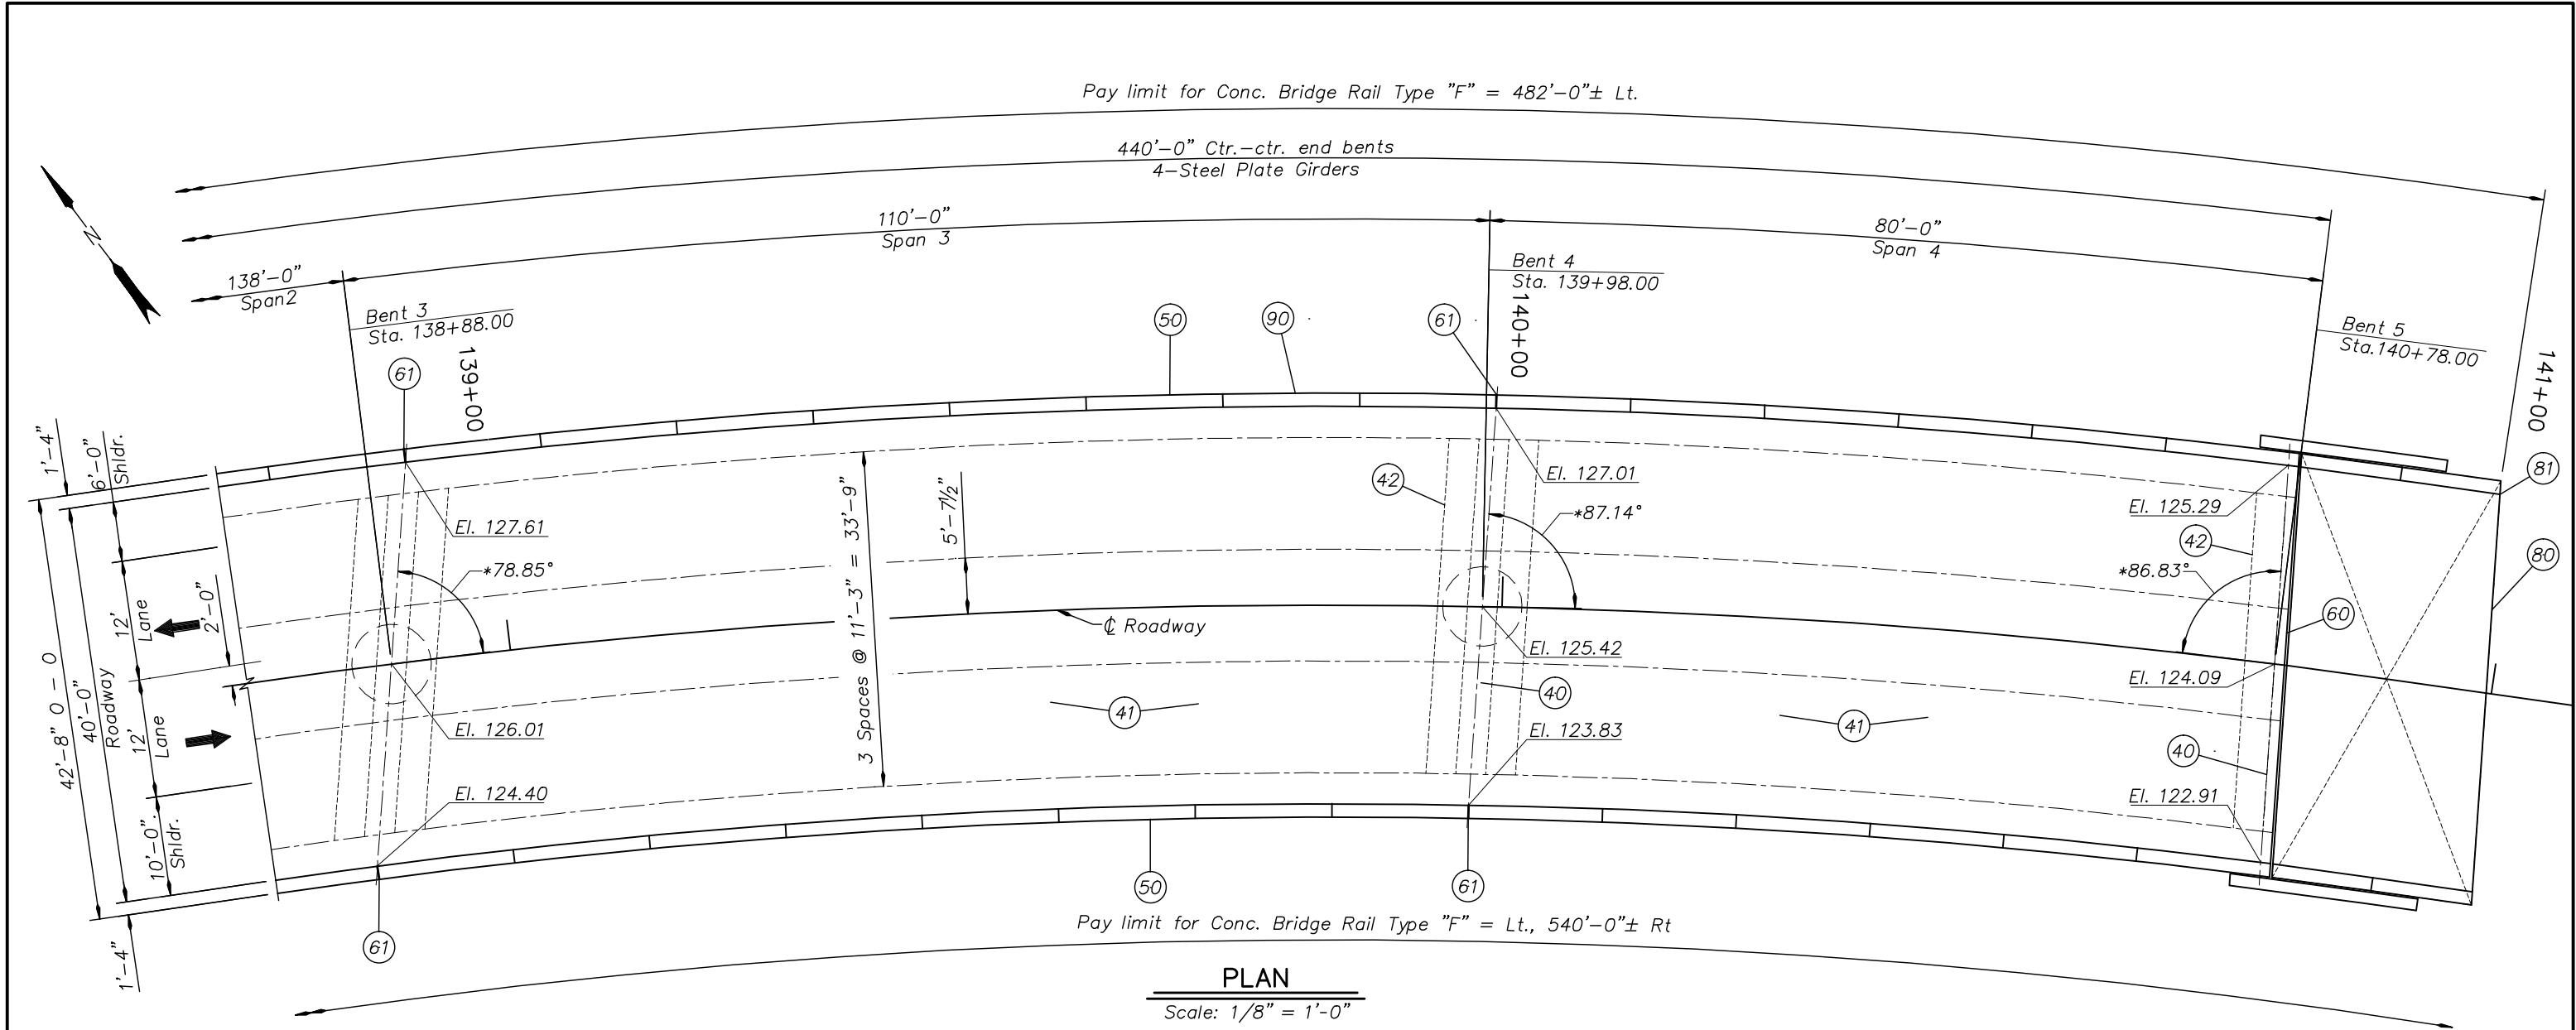 Pay limit for Conc. Bridge Rail Type "F" = 482'-0"± Lt.
440'-0" Ctr.-ctr. end bents
4-Steel Plate Girders
110'-0"
Span 3
80'-0"
Span 4
138'-0"
Span2
N
Bent 3
Sta. 138+88.00
139+00
Bent 4
Sta. 139+98.00
140+00
Bent 5
Sta.140+78.00
141+00
50
90
61
61
81
1'-4"
6'-0"
Shldr.
12'
Lane
2'-0"
12'
Lane
10'-0"
Shldr.
1'-4"
42'-8" O - O
40'-0"
Roadway
El. 127.61
*78.85°
El. 126.01
El. 124.40
3 Spaces @ 11'-3" = 33'-9"
5'-7½"
℄ Roadway
42
El. 127.01
*87.14°
El. 125.42
40
El. 123.83
41
41
El. 125.29
42
*86.83°
60
80
El. 124.09
40
El. 122.91
61
50
61
Pay limit for Conc. Bridge Rail Type "F" = Lt., 540'-0"± Rt
PLAN
Scale: 1/8" = 1'-0"